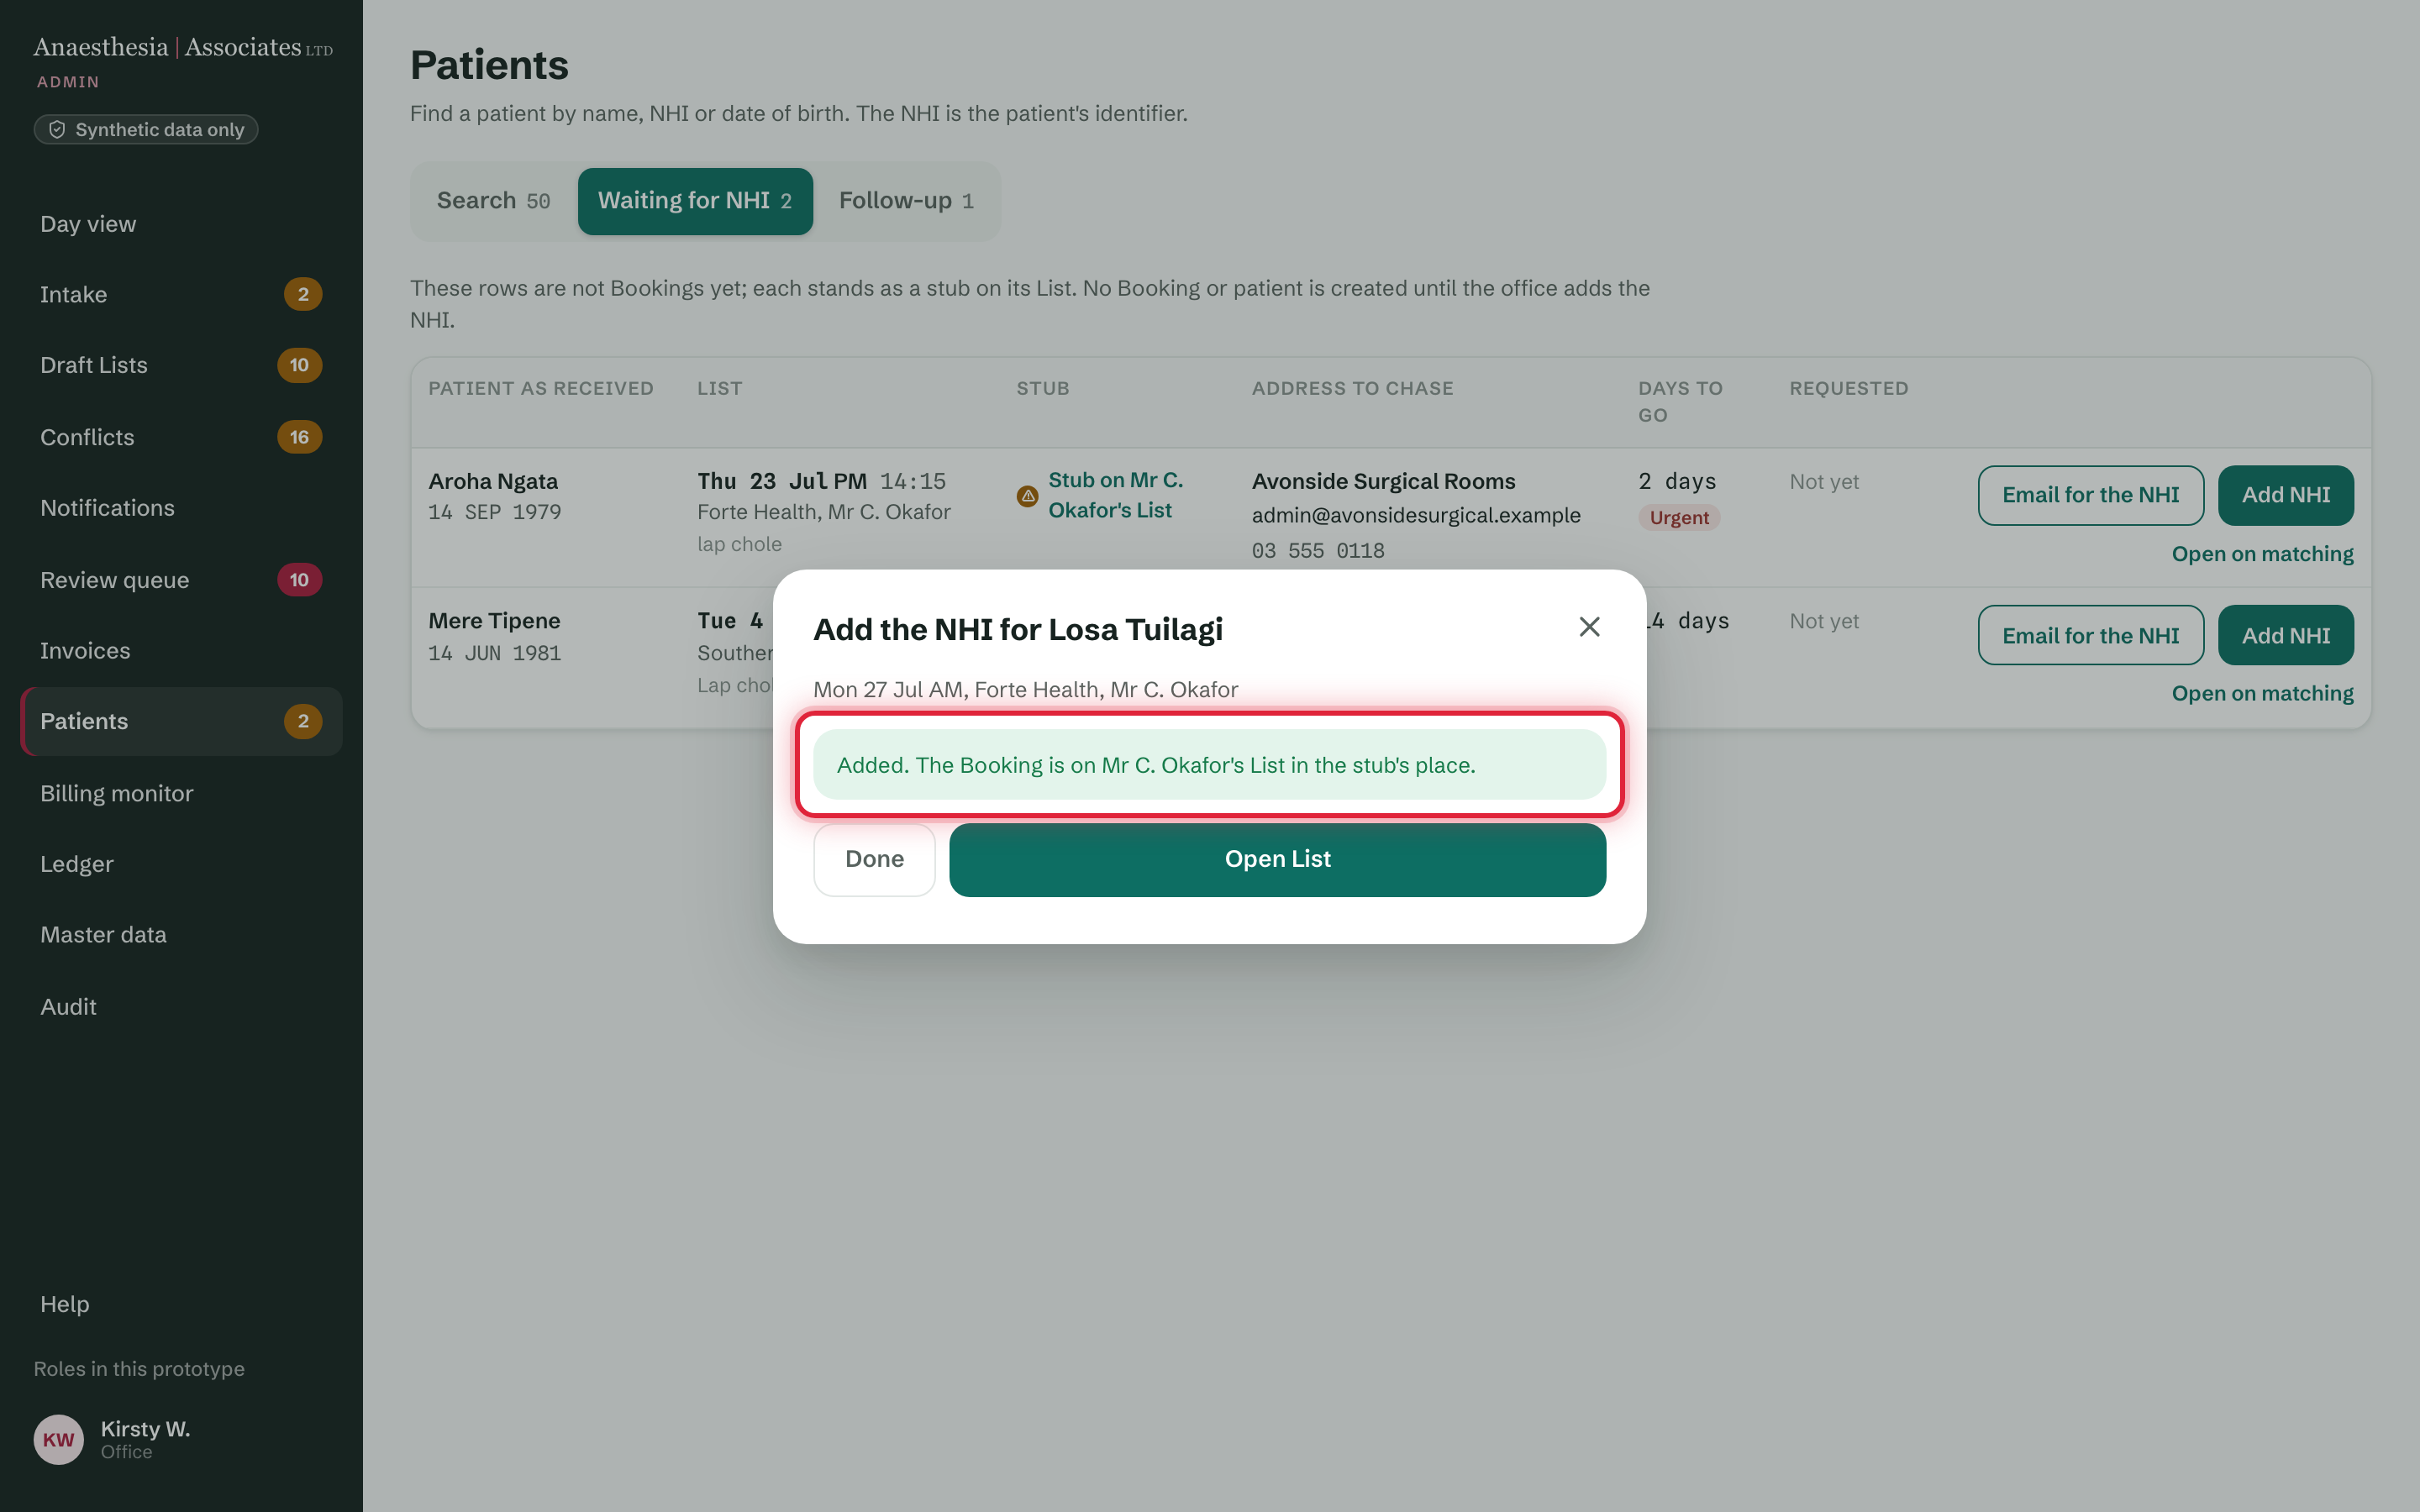 Anaesthesia | Associates LTD
ADMIN
Synthetic data only
Day view
Intake 2
Draft Lists 10
Conflicts 16
Notifications
Review queue 10
Invoices
Patients 2
Billing monitor
Ledger
Master data
Audit
Help
Roles in this prototype
KW
Kirsty W.
Office
Patients
Find a patient by name, NHI or date of birth. The NHI is the patient's identifier.
Search 50 Waiting for NHI 2 Follow-up 1
These rows are not Bookings yet; each stands as a stub on its List. No Booking or patient is created until the office adds the
NHI.
PATIENT AS RECEIVED LIST STUB ADDRESS TO CHASE DAYS TO GO REQUESTED
Aroha Ngata
14 SEP 1979
Thu 23 Jul PM 14:15
Forte Health, Mr C. Okafor
lap chole
Stub on Mr C.
Okafor's List
Avonside Surgical Rooms
admin@avonsidesurgical.example
03 555 0118
2 days
Urgent
Not yet
Email for the NHI Add NHI
Open on matching
Mere Tipene
14 JUN 1981
Tue 4
14 days
Not yet
Email for the NHI Add NHI
Open on matching
Add the NHI for Losa Tuilagi
Mon 27 Jul AM, Forte Health, Mr C. Okafor
Added. The Booking is on Mr C. Okafor's List in the stub's place.
Done Open List